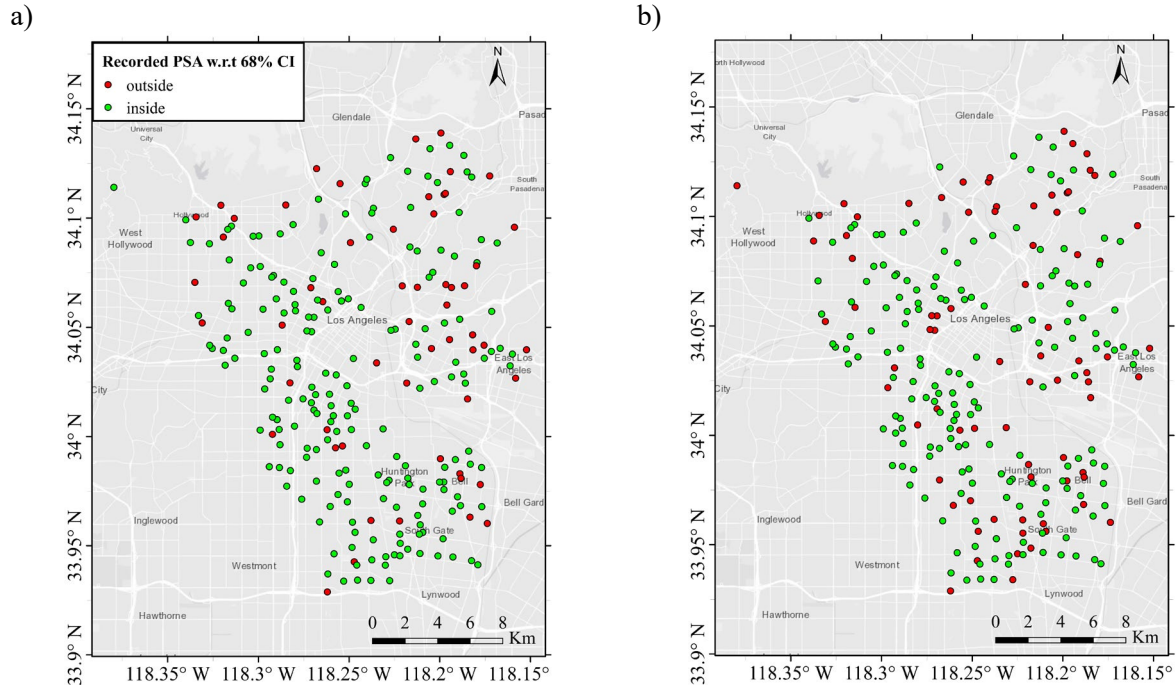 a)
Recorded PSA w.r.t 68% CI
outside
inside
N
34.15° N
34.1° N
34.05° N
34° N
33.95° N
33.9° N
Glendale
Pasad
Universal
City
South
Pasadena
Hollywood
West
Hollywood
Los Angeles
East Los
Angeles
City
Huntington
Park
Bell
Bell Gard
Inglewood
South Gate
Westmont
Lynwood
Hawthorne
0 2 4 6 8
Km
118.35° W 118.3° W 118.25° W 118.2° W 118.15° W
b)
N
34.15° N
34.1° N
34.05° N
34° N
33.95° N
33.9° N
orth Hollywood
Glendale
Pasad
Universal
City
South
Pasadena
Hollywood
West
Hollywood
Los Angeles
East Los
Angeles
City
Huntington
Park
Bell
Bell Gard
Inglewood
South Gate
Westmont
Lynwood
Hawthorne
0 2 4 6 8
Km
118.35° W 118.3° W 118.25° W 118.2° W 118.15° W